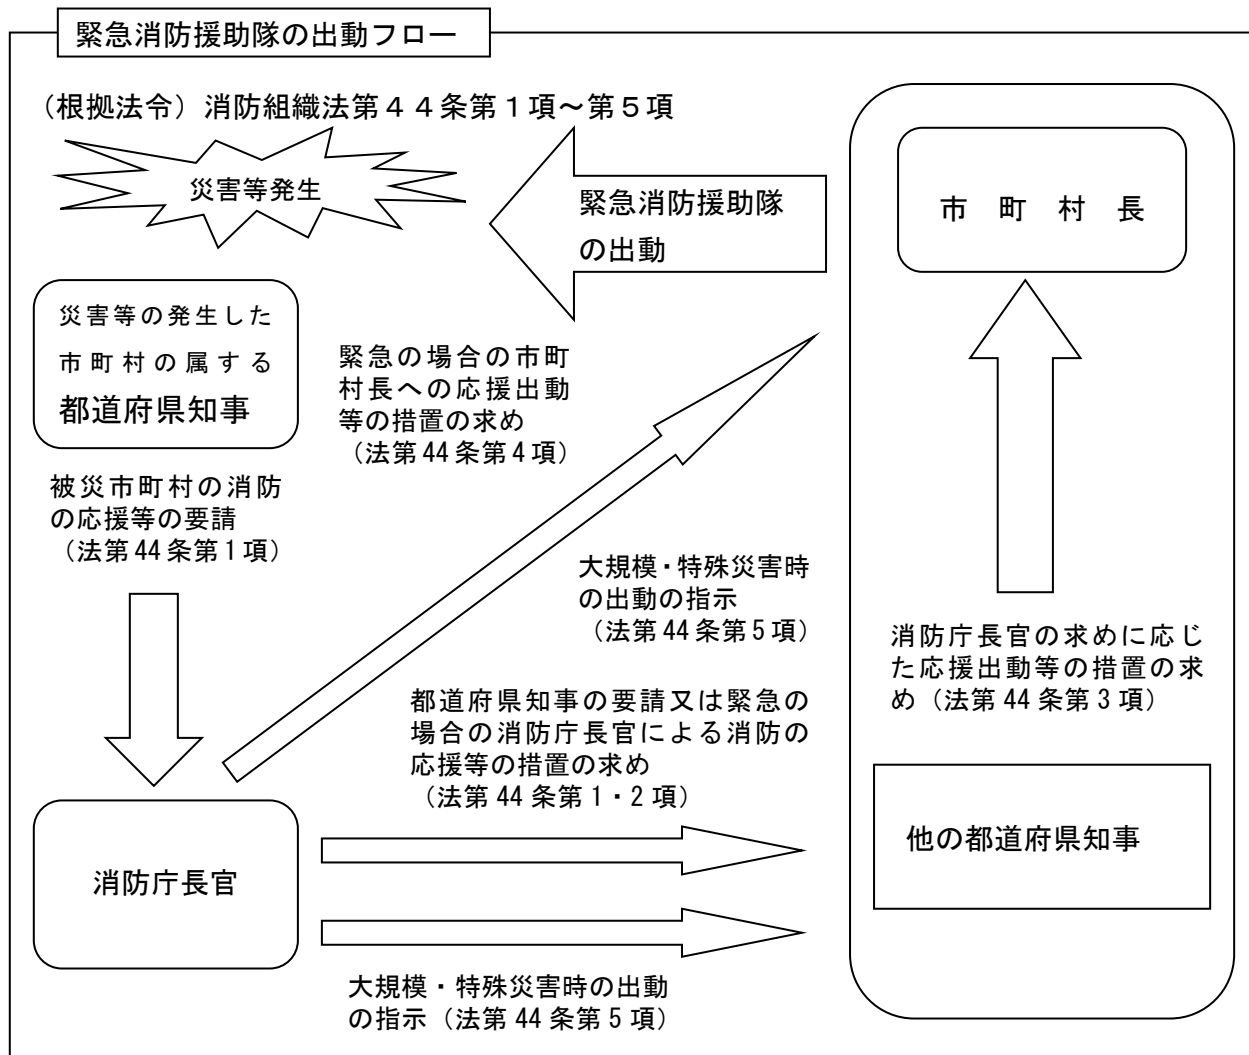 緊急消防援助隊の出動フロー
（根拠法令）消防組織法第４４条第１項～第５項
災害等発生
緊急消防援助隊
の出動
市　町　村　長
災害等の発生した
市町村の属する
都道府県知事
緊急の場合の市町
村長への応援出動
等の措置の求め
（法第44条第4項）
被災市町村の消防
の応援等の要請
（法第44条第1項）
大規模・特殊災害時
の出動の指示
（法第44条第5項）
消防庁長官の求めに応じ
た応援出動等の措置の求
め（法第44条第3項）
都道府県知事の要請又は緊急の
場合の消防庁長官による消防の
応援等の措置の求め
（法第44条第1・2項）
消防庁長官
他の都道府県知事
大規模・特殊災害時の出動
の指示（法第44条第5項）